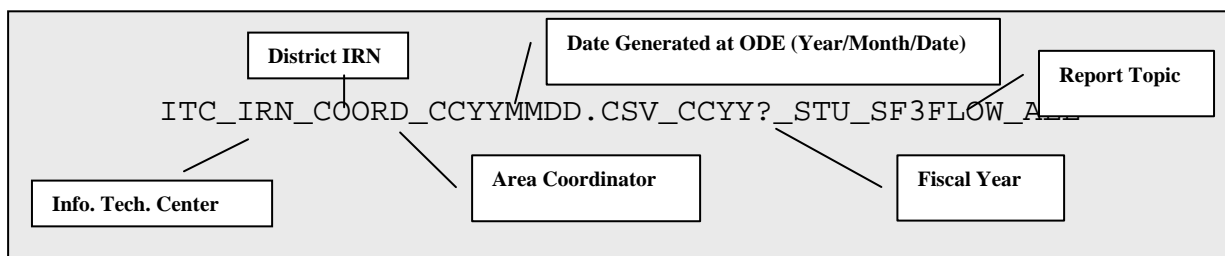 Date Generated at ODE (Year/Month/Date)
District IRN
Report Topic
ITC_IRN_COORD_CCYYMMDD.CSV_CCYY?_STU_SF3FLOW_ALL
Area Coordinator
Fiscal Year
Info. Tech. Center